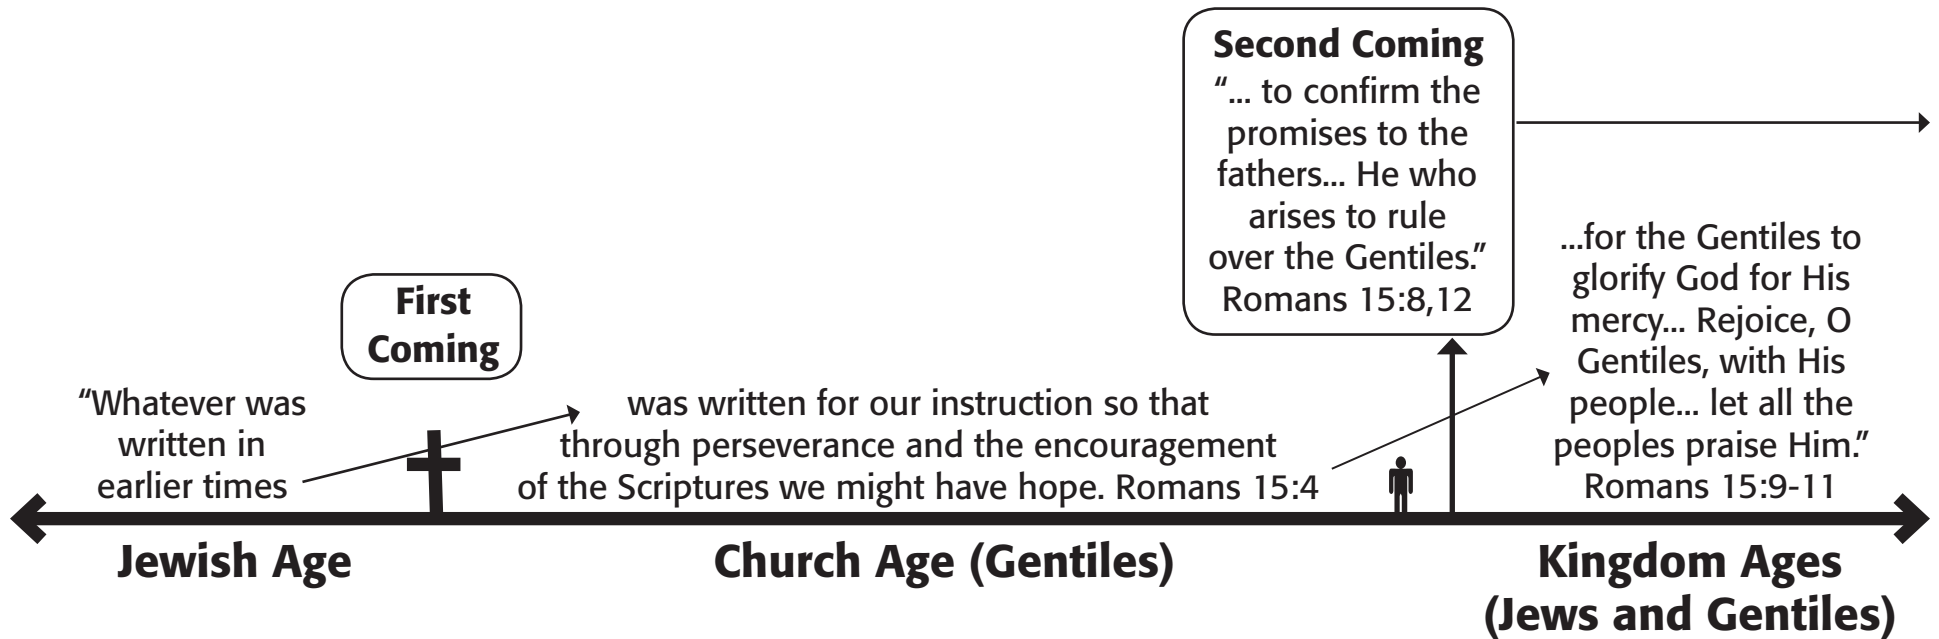 Second Coming
“... to confirm the
promises to the
fathers... He who
arises to rule
over the Gentiles.”
Romans 15:8,12
First
Coming
“Whatever was
written in
earlier times
was written for our instruction so that
through perseverance and the encouragement
of the Scriptures we might have hope. Romans 15:4
...for the Gentiles to
glorify God for His
mercy... Rejoice, O
Gentiles, with His
people... let all the
peoples praise Him.”
Romans 15:9-11
Jewish Age
Church Age (Gentiles)
Kingdom Ages
(Jews and Gentiles)